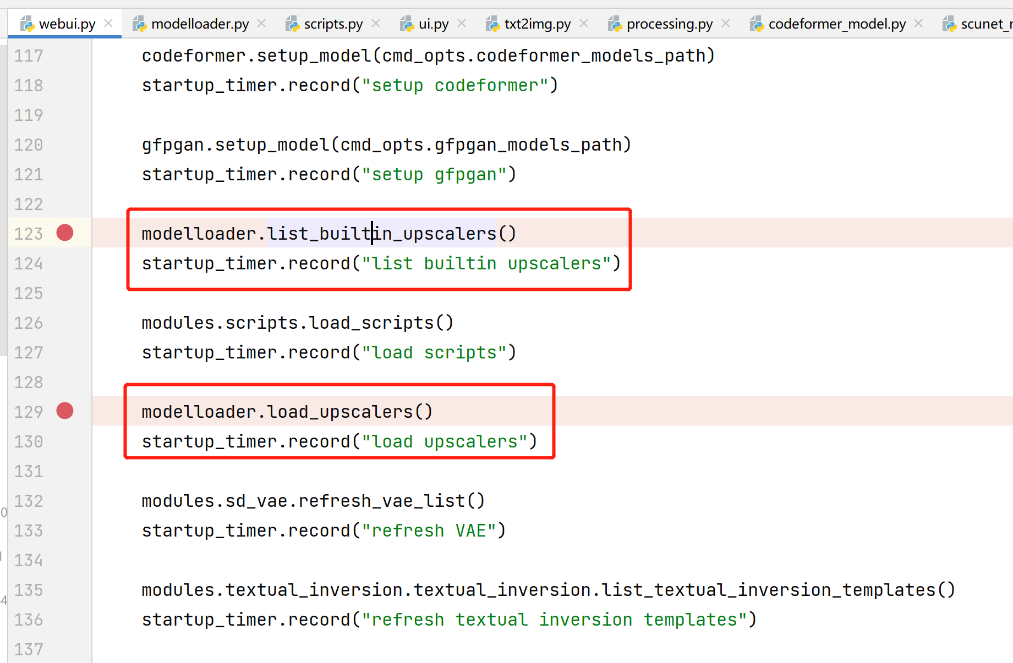 webui.py modelloader.py scripts.py ui.py txt2img.py processing.py codeformer_model.py
117 codeformer.setup_model(cmd_opts.codeformer_models_path)
118 startup_timer.record("setup codeformer")
119
120 gfpgan.setup_model(cmd_opts.gfpgan_models_path)
121 startup_timer.record("setup gfpgan")
122
123 modelloader.list_builtin_upscalers()
124 startup_timer.record("list builtin upscalers")
125
126 modules.scripts.load_scripts()
127 startup_timer.record("load scripts")
128
129 modelloader.load_upscalers()
130 startup_timer.record("load upscalers")
131
132 modules.sd_vae.refresh_vae_list()
133 startup_timer.record("refresh VAE")
134
135 modules.textual_inversion.textual_inversion.list_textual_inversion_templates()
136 startup_timer.record("refresh textual inversion templates")
137